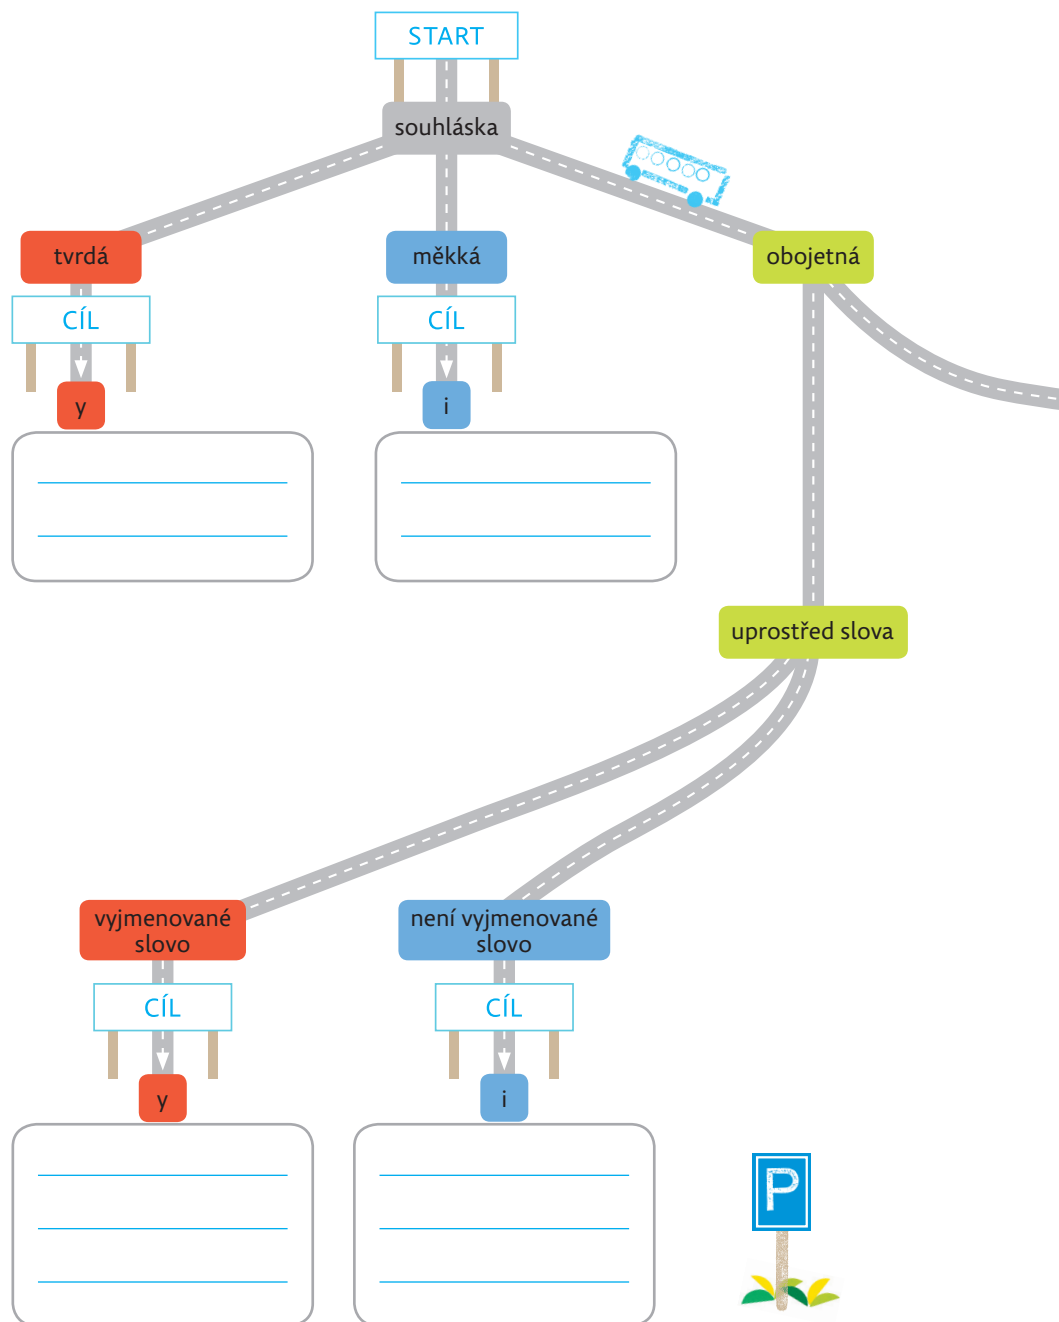 START
souhláska
tvrdá
měkká
obojetná
CÍL
CÍL
y
i
uprostřed slova
vyjmenované
slovo
není vyjmenované
slovo
CÍL
CÍL
y
i
P